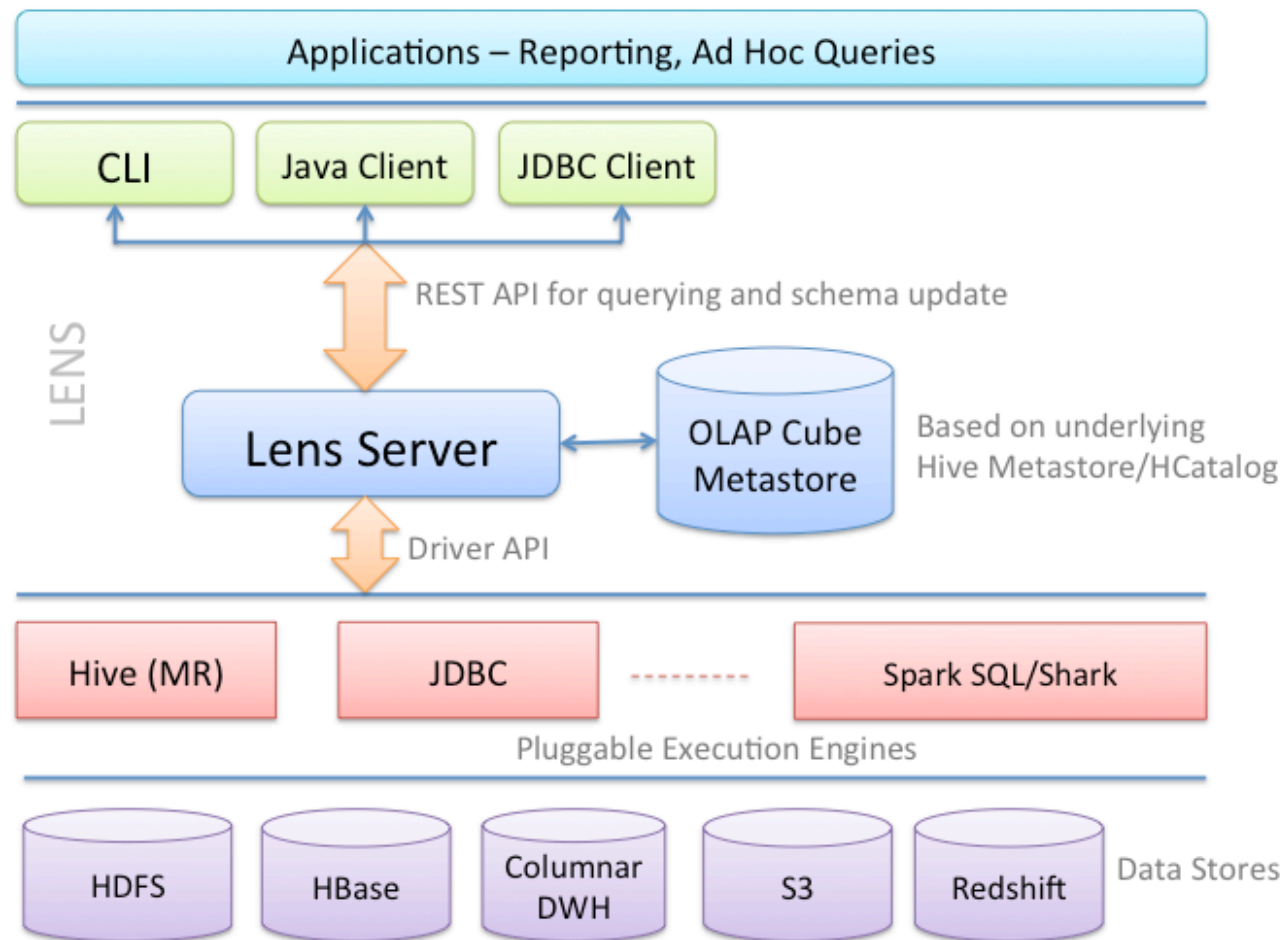 Applications – Reporting, Ad Hoc Queries
CLI
Java Client
JDBC Client
REST API for querying and schema update
LENS
Lens Server
OLAP Cube
Metastore
Based on underlying
Hive Metastore/HCatalog
Driver API
Hive (MR)
JDBC
Spark SQL/Shark
Pluggable Execution Engines
HDFS
HBase
Columnar
DWH
S3
Redshift
Data Stores